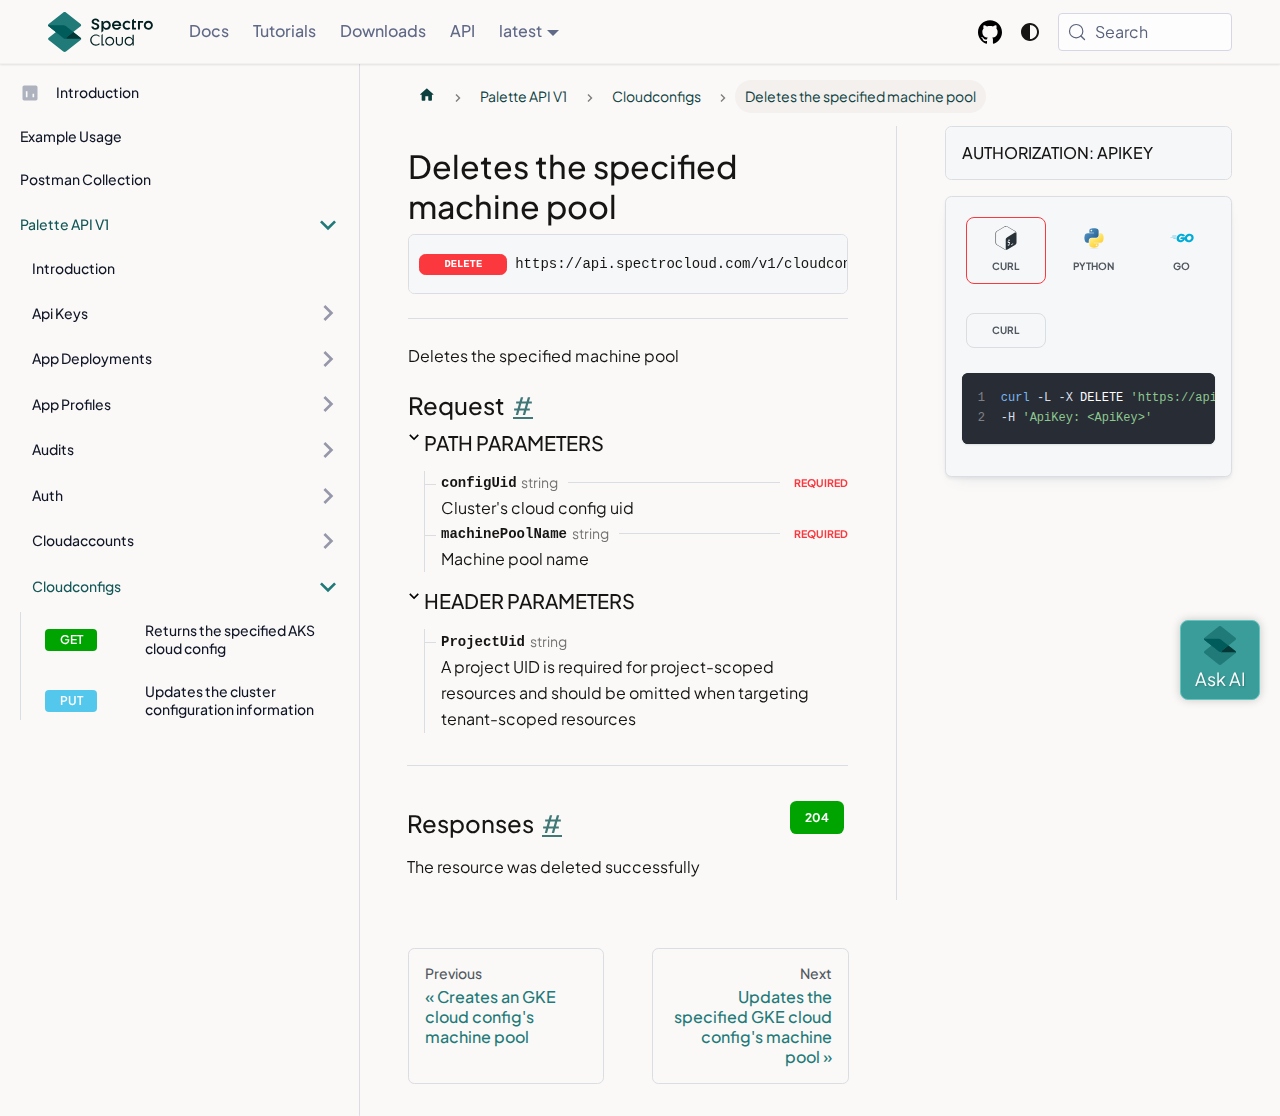 Spectro Cloud
Docs
Tutorials
Downloads
API
latest
Search
Introduction
Example Usage
Postman Collection
Palette API V1
Introduction
Api Keys
App Deployments
App Profiles
Audits
Auth
Cloudaccounts
Cloudconfigs
GET
Returns the specified AKS
cloud config
PUT
Updates the cluster
configuration information
Palette API V1
Cloudconfigs
Deletes the specified machine pool
Deletes the specified
machine pool
DELETE https://api.spectrocloud.com/v1/cloudcon
Deletes the specified machine pool
Request #
PATH PARAMETERS
configUid string REQUIRED
Cluster's cloud config uid
machinePoolName string REQUIRED
Machine pool name
HEADER PARAMETERS
ProjectUid string
A project UID is required for project-scoped
resources and should be omitted when targeting
tenant-scoped resources
Responses #
204
The resource was deleted successfully
Previous
« Creates an GKE
cloud config's
machine pool
Next
Updates the
specified GKE cloud
config's machine
pool »
AUTHORIZATION: APIKEY
CURL
PYTHON
GO
CURL
1 curl -L -X DELETE 'https://api
2 -H 'ApiKey: <ApiKey>'
Ask AI